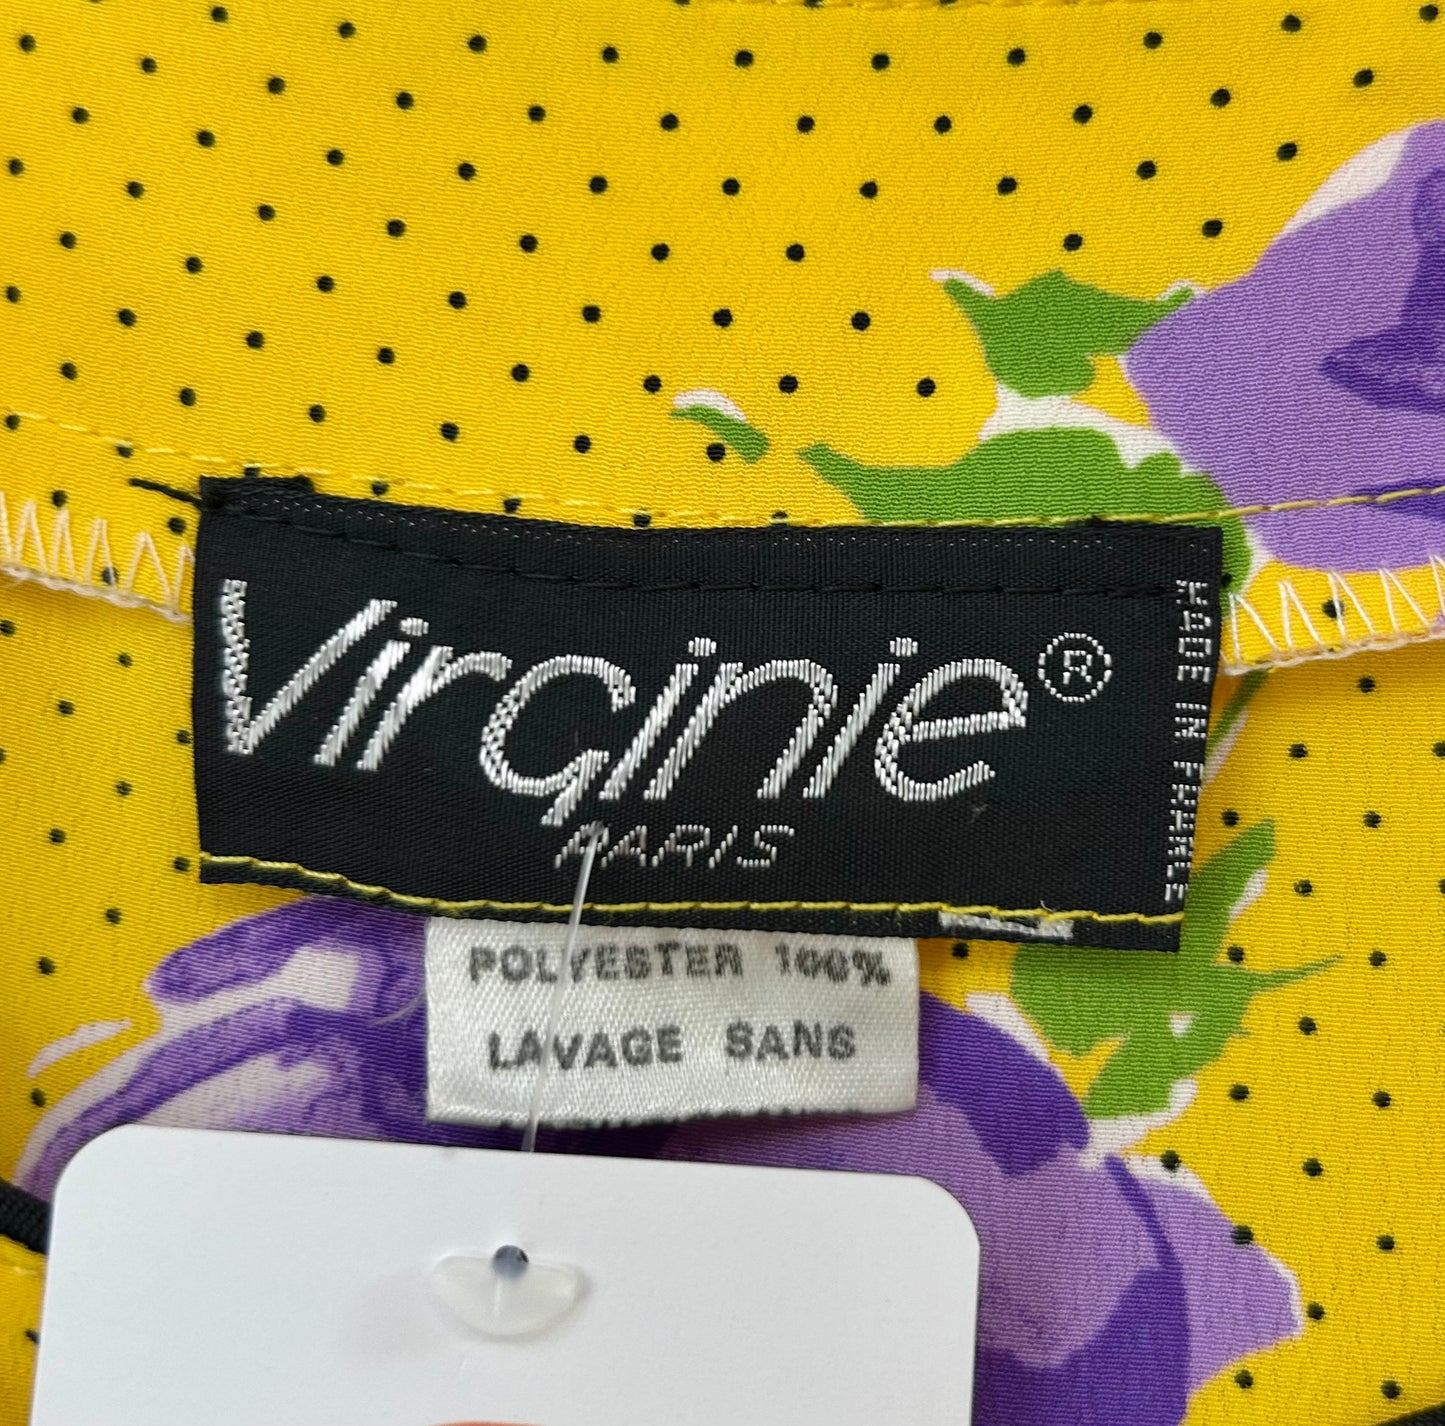 Virginie®
PARIS
MADE IN FRANCE
POLYESTER 100%
LAVAGE SANS